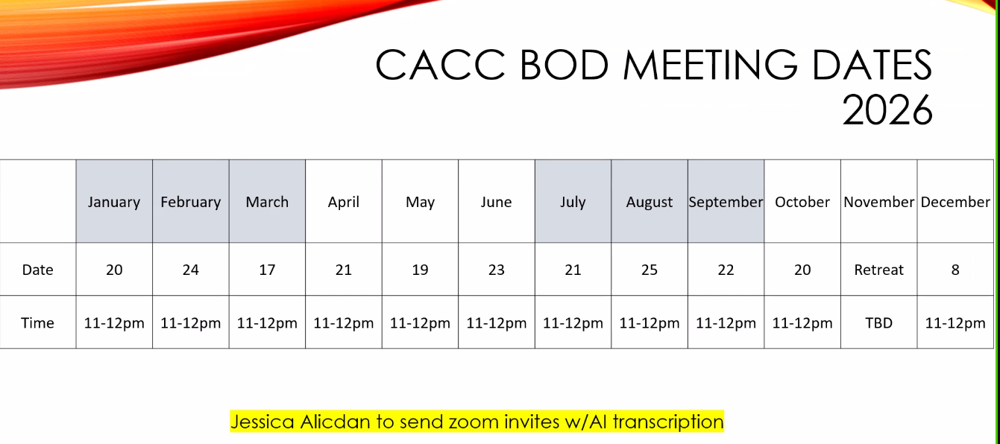 CACC BOD MEETING DATES
2026
January February March April May June July August September October November December
Date 20 24 17 21 19 23 21 25 22 20 Retreat 8
Time 11-12pm 11-12pm 11-12pm 11-12pm 11-12pm 11-12pm 11-12pm 11-12pm 11-12pm 11-12pm TBD 11-12pm
Jessica Alicdan to send zoom invites w/AI transcription